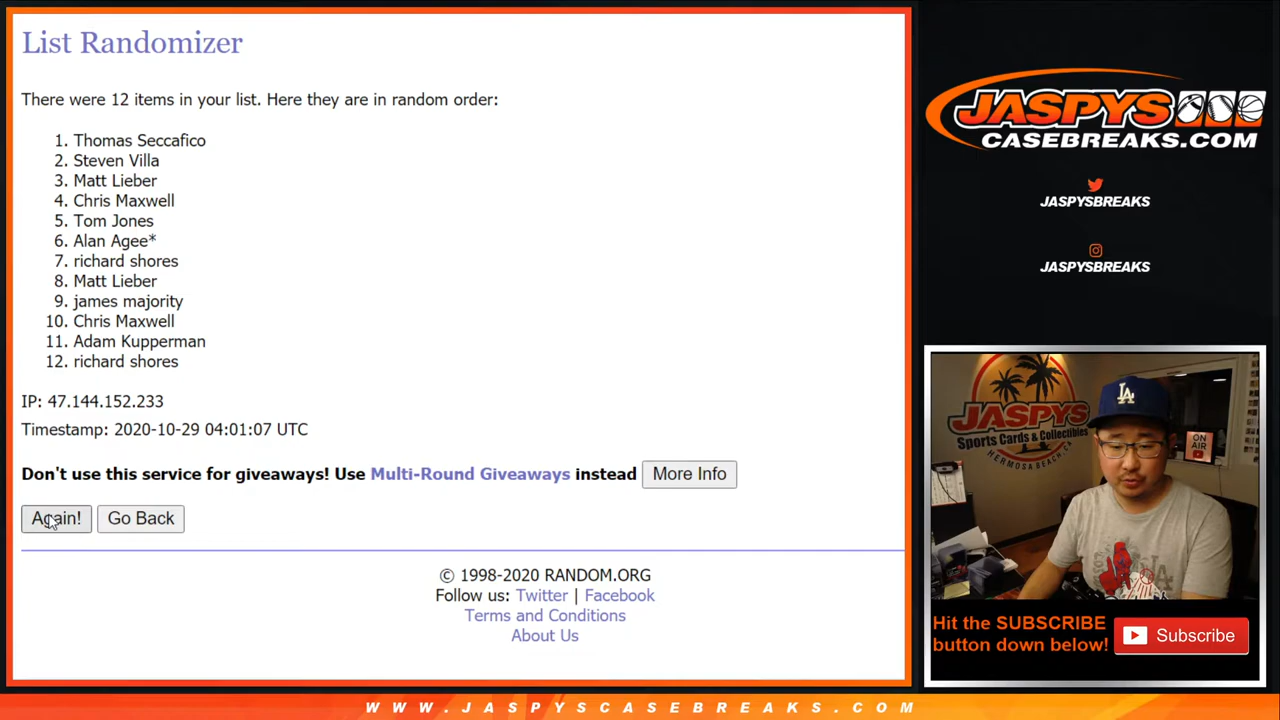 List Randomizer
There were 12 items in your list. Here they are in random order:
1. Thomas Seccafico
2. Steven Villa
3. Matt Lieber
4. Chris Maxwell
5. Tom Jones
6. Alan Agee*
7. richard shores
8. Matt Lieber
9. james majority
10. Chris Maxwell
11. Adam Kupperman
12. richard shores
IP: 47.144.152.233
Timestamp: 2020-10-29 04:01:07 UTC
Don't use this service for giveaways! Use Multi-Round Giveaways instead More Info
Again! Go Back
© 1998-2020 RANDOM.ORG
Follow us: Twitter | Facebook
Terms and Conditions
About Us
JASPYS
CASEBREAKS.COM
JASPYSBREAKS
JASPYSBREAKS
JASPYS
Sports Cards & Collectibles
HERMOSA BEACH, CA
LA
ON
AIR
Hit the SUBSCRIBE
button down below!
Subscribe
WWW.JASPYSCASEBREAKS.COM